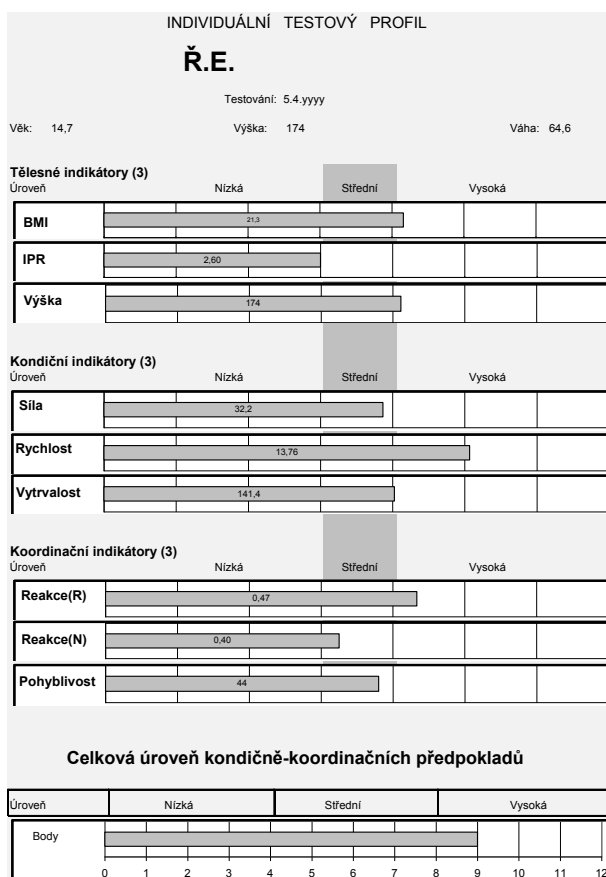 INDIVIDUÁLNÍ TESTOVÝ PROFIL
Ř.E.
Testování: 5.4.yyyy
Věk: 14,7 Výška: 174 Váha: 64,6
Tělesné indikátory (3)
Úroveň Nízká Střední Vysoká
BMI 21,3
IPR 2,60
Výška 174
Kondiční indikátory (3)
Úroveň Nízká Střední Vysoká
Síla 32,2
Rychlost 13,76
Vytrvalost 141,4
Koordinační indikátory (3)
Úroveň Nízká Střední Vysoká
Reakce(R) 0,47
Reakce(N) 0,40
Pohyblivost 44
Celková úroveň kondičně-koordinačních předpokladů
Úroveň Nízká Střední Vysoká
Body
0 1 2 3 4 5 6 7 8 9 10 11 12